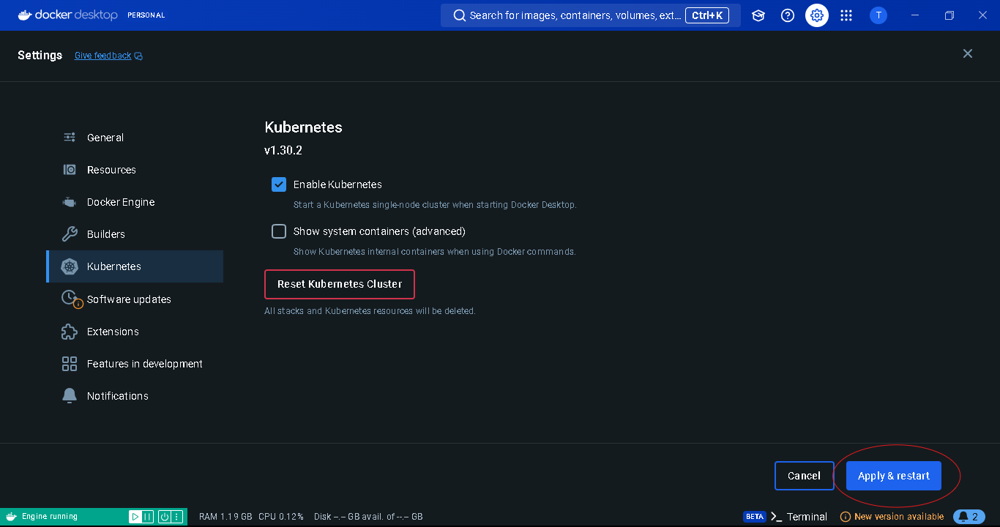 docker desktop PERSONAL
Search for images, containers, volumes, ext... Ctrl+K
T
Settings Give feedback
Kubernetes
v1.30.2
General
Resources
Docker Engine
Builders
Kubernetes
Software updates
Extensions
Features in development
Notifications
Enable Kubernetes
Start a Kubernetes single-node cluster when starting Docker Desktop.
Show system containers (advanced)
Show Kubernetes internal containers when using Docker commands.
Reset Kubernetes Cluster
All stacks and Kubernetes resources will be deleted.
Cancel Apply & restart
Engine running RAM 1.19 GB CPU 0.12% Disk --.-- GB avail. of --.-- GB BETA Terminal New version available 2